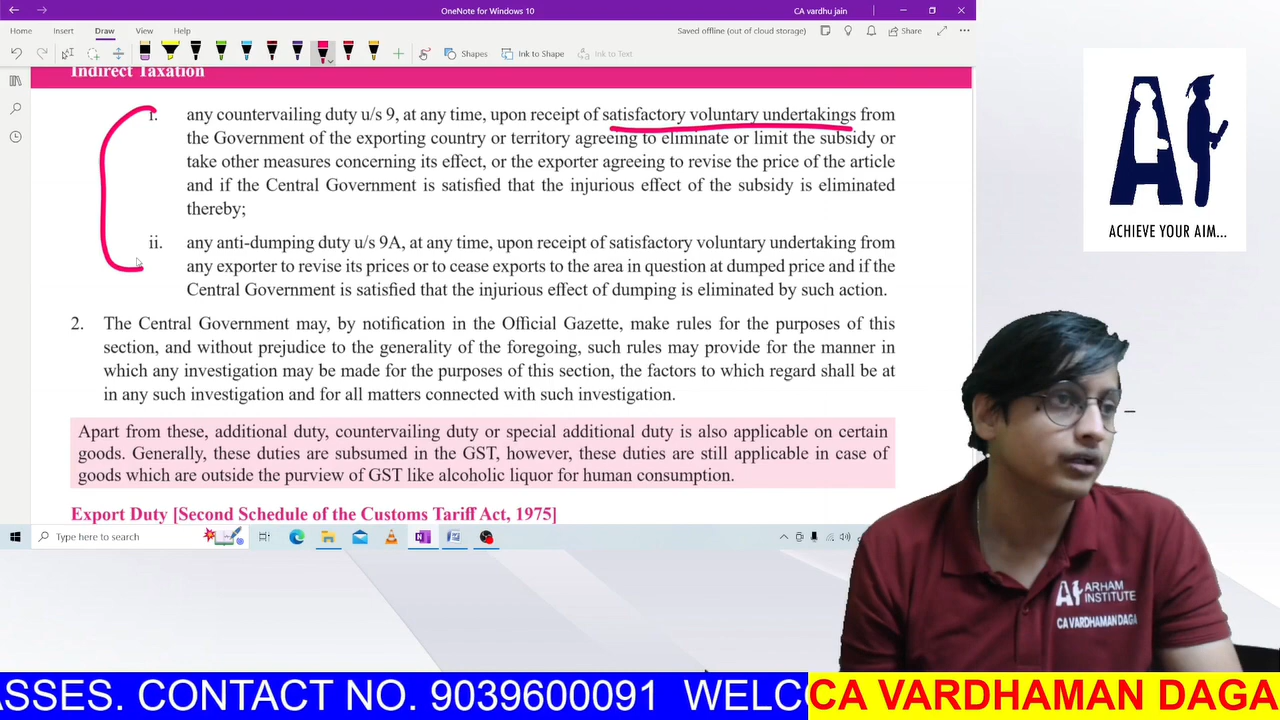 OneNote for Windows 10
CA vardhu jain
Home Insert Draw View Help
Saved offline (out of cloud storage)
Share
Shapes
Ink to Shape
Ink to Text
Indirect Taxation
i. any countervailing duty u/s 9, at any time, upon receipt of satisfactory voluntary undertakings from
the Government of the exporting country or territory agreeing to eliminate or limit the subsidy or
take other measures concerning its effect, or the exporter agreeing to revise the price of the article
and if the Central Government is satisfied that the injurious effect of the subsidy is eliminated
thereby;
ii. any anti-dumping duty u/s 9A, at any time, upon receipt of satisfactory voluntary undertaking from
any exporter to revise its prices or to cease exports to the area in question at dumped price and if the
Central Government is satisfied that the injurious effect of dumping is eliminated by such action.
2. The Central Government may, by notification in the Official Gazette, make rules for the purposes of this
section, and without prejudice to the generality of the foregoing, such rules may provide for the manner in
which any investigation may be made for the purposes of this section, the factors to which regard shall be at
in any such investigation and for all matters connected with such investigation.
Apart from these, additional duty, countervailing duty or special additional duty is also applicable on certain
goods. Generally, these duties are subsumed in the GST, however, these duties are still applicable in case of
goods which are outside the purview of GST like alcoholic liquor for human consumption.
Export Duty [Second Schedule of the Customs Tariff Act, 1975]
Type here to search
ACHIEVE YOUR AIM...
ARHAM
INSTITUTE
CA VARDHAMAN DAGA
ASSES. CONTACT NO. 9039600091 WELC
CA VARDHAMAN DAGA